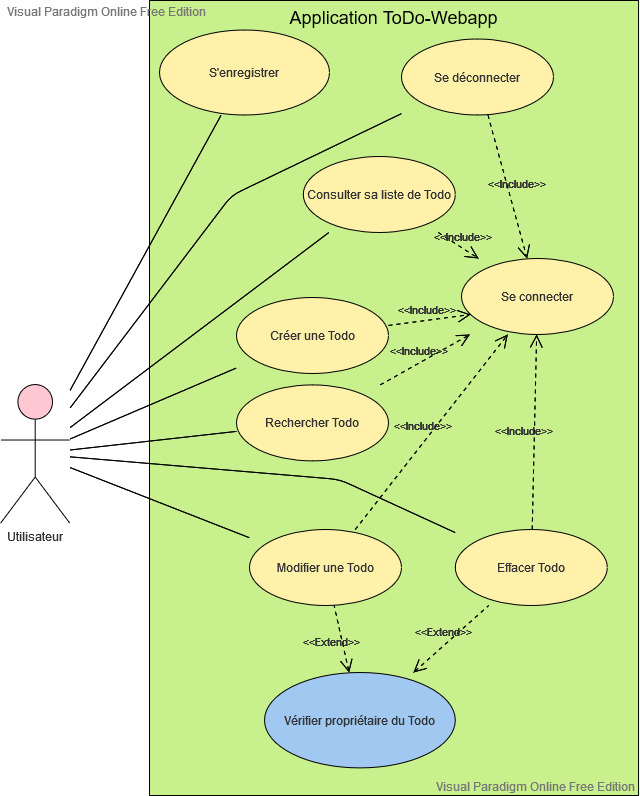 Visual Paradigm Online Free Edition
Application ToDo-Webapp
S'enregistrer
Se déconnecter
<<Include>>
Consulter sa liste de Todo
<<Include>>
Se connecter
Créer une Todo
<<Include>>
<<Include>>
Rechercher Todo
<<Include>>
<<Include>>
Utilisateur
Modifier une Todo
Effacer Todo
<<Extend>>
<<Extend>>
Vérifier propriétaire du Todo
Visual Paradigm Online Free Edition